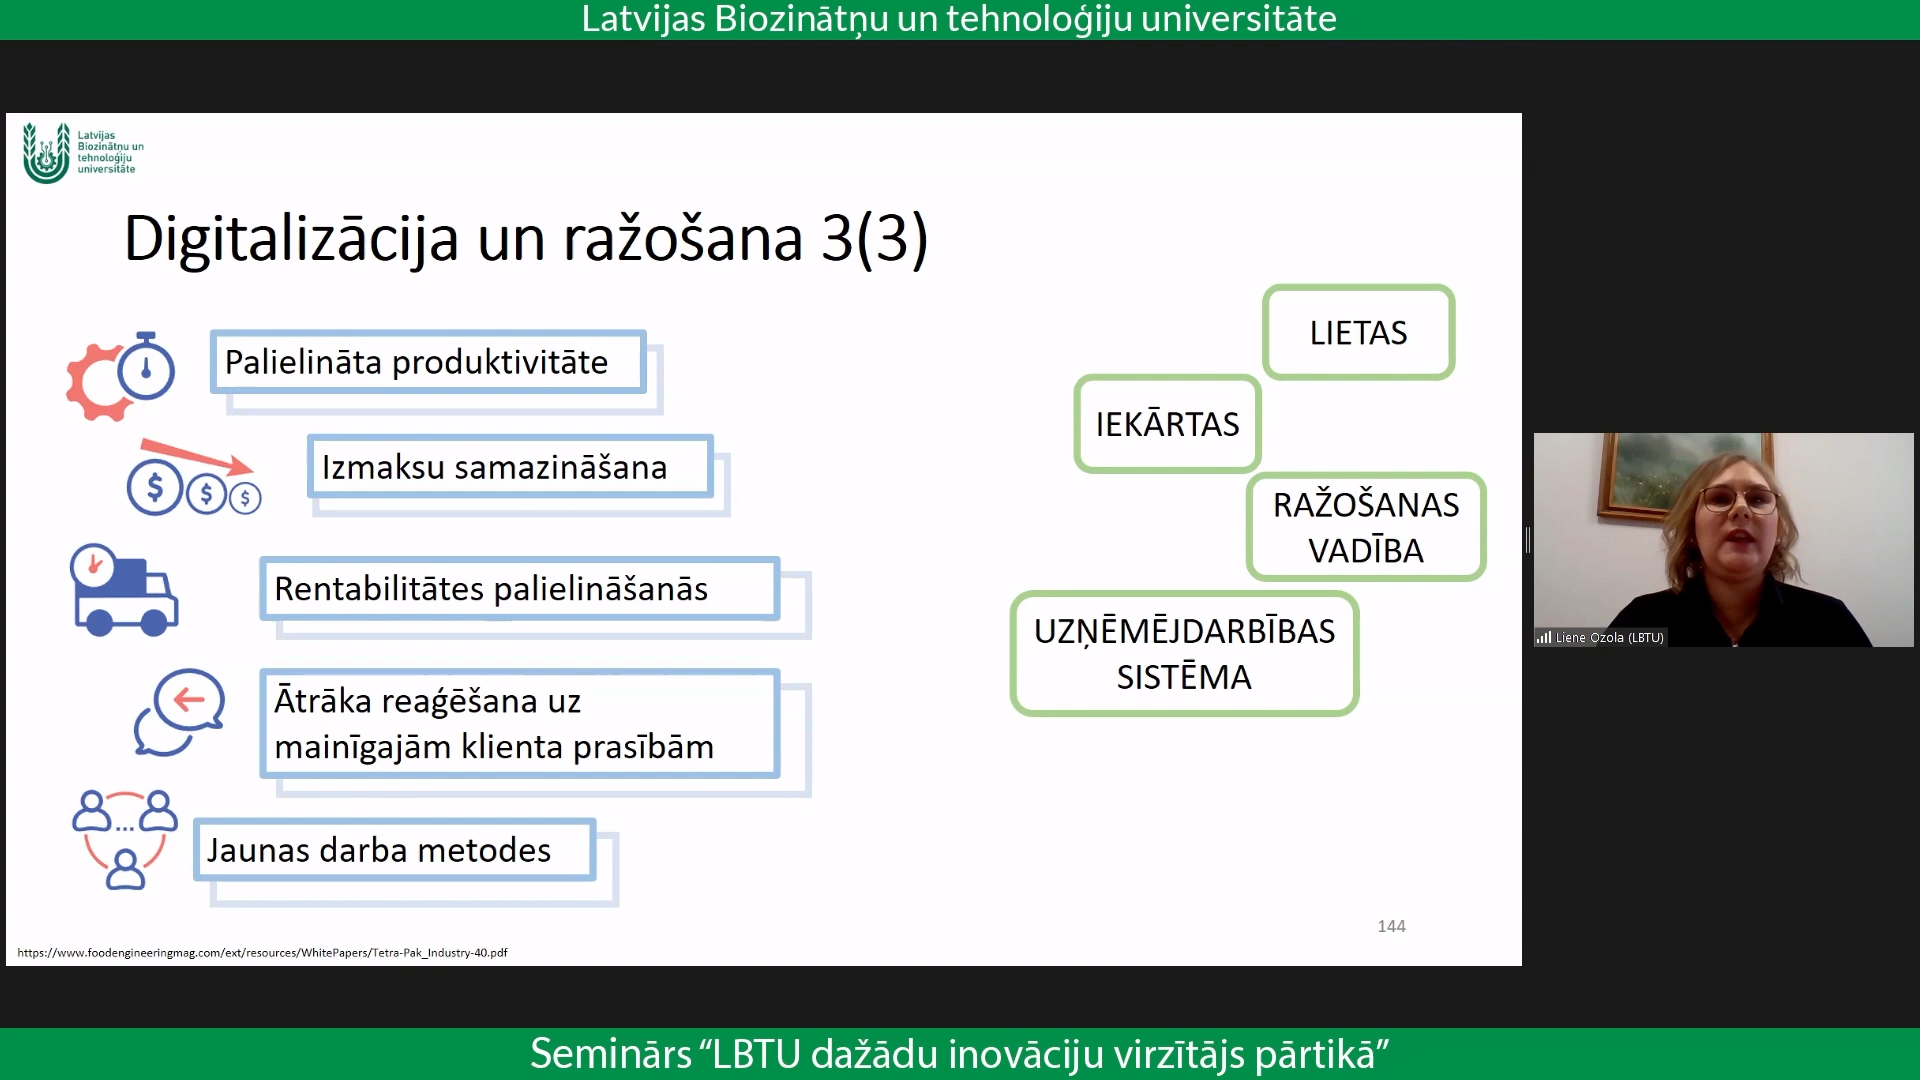 Latvijas Biozinātņu un tehnoloģiju universitāte
Latvijas
Biozinātņu un
tehnoloģiju
universitāte
Digitalizācija un ražošana 3(3)
Palielināta produktivitāte
Izmaksu samazināšana
$ $ $
Rentabilitātes palielināšanās
Ātrāka reaģēšana uz
mainīgajām klienta prasībām
Jaunas darba metodes
LIETAS
IEKĀRTAS
RAŽOŠANAS
VADĪBA
UZŅĒMĒJDARBĪBAS
SISTĒMA
144
https://www.foodengineeringmag.com/ext/resources/WhitePapers/Tetra-Pak_Industry-40.pdf
Liene Ozola (LBTU)
Seminārs “LBTU dažādu inovāciju virzītājs pārtikā”